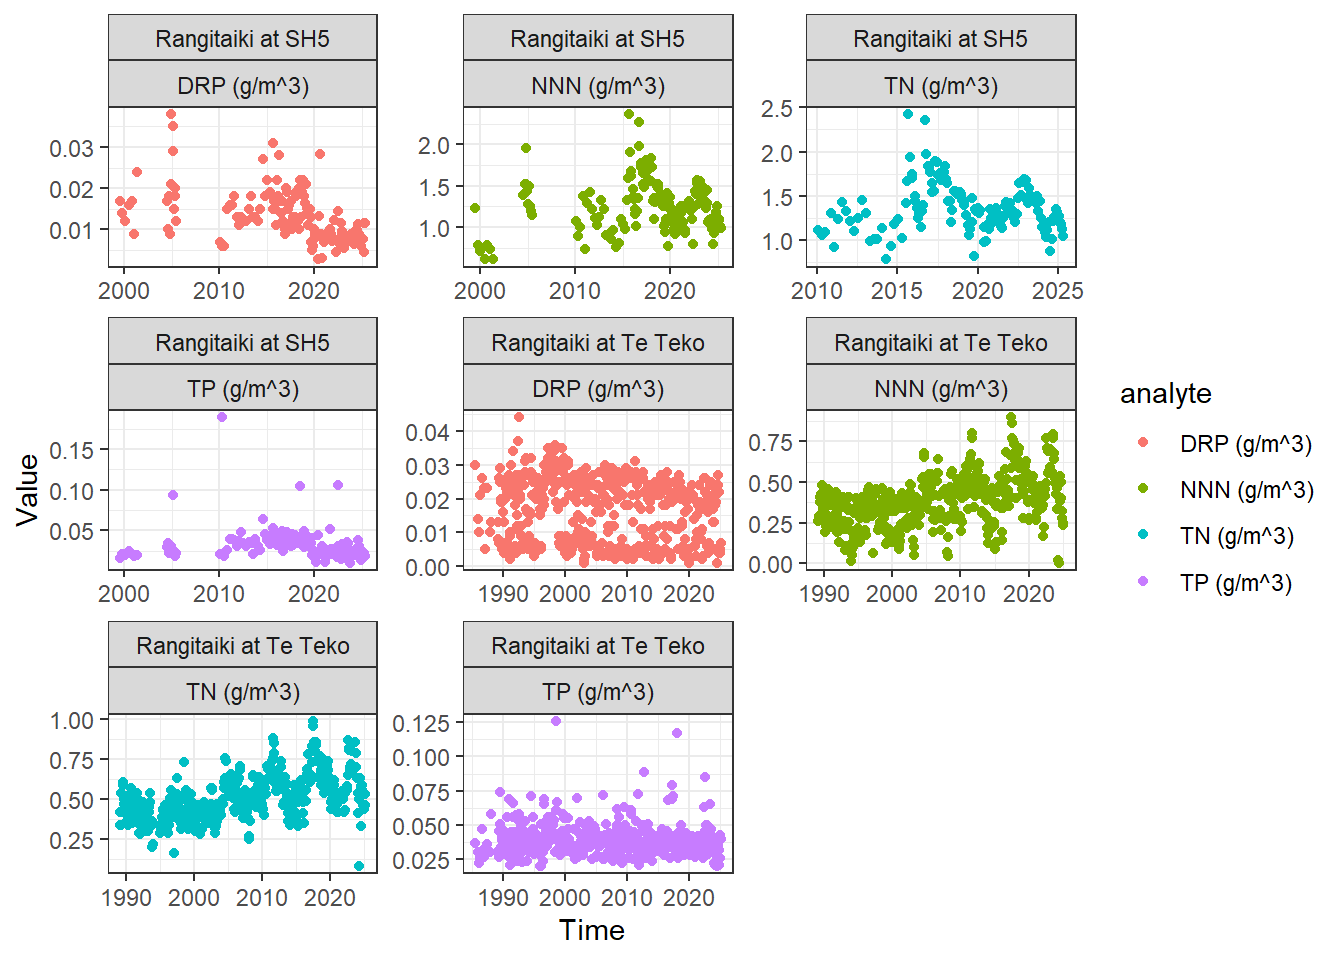 Rangitaiki at SH5
DRP (g/m^3)
0.03
0.02
0.01
2000 2010 2020
Rangitaiki at SH5
NNN (g/m^3)
2.0
1.5
1.0
2000 2010 2020
Rangitaiki at SH5
TN (g/m^3)
2.5
2.0
1.5
1.0
2010 2015 2020 2025
Rangitaiki at SH5
TP (g/m^3)
0.15
0.10
0.05
2000 2010 2020
Rangitaiki at Te Teko
DRP (g/m^3)
0.04
0.03
0.02
0.01
0.00
1990 2000 2010 2020
Rangitaiki at Te Teko
NNN (g/m^3)
0.75
0.50
0.25
0.00
1990 2000 2010 2020
Rangitaiki at Te Teko
TN (g/m^3)
1.00
0.75
0.50
0.25
1990 2000 2010 2020
Rangitaiki at Te Teko
TP (g/m^3)
0.125
0.100
0.075
0.050
0.025
1990 2000 2010 2020
Value
Time
analyte
DRP (g/m^3)
NNN (g/m^3)
TN (g/m^3)
TP (g/m^3)